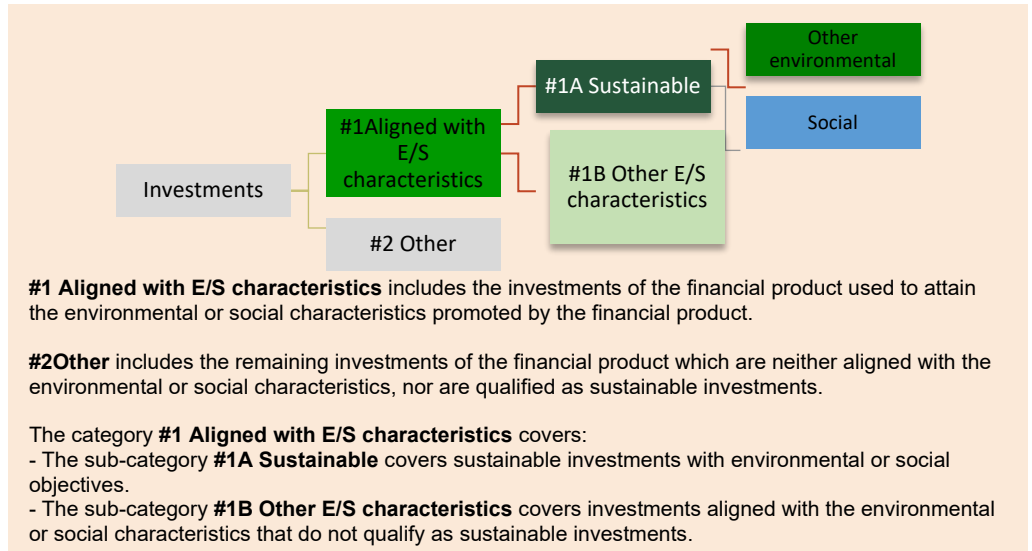 Other
environmental
#1A Sustainable
Social
#1Aligned with
E/S
characteristics
#1B Other E/S
characteristics
Investments
#2 Other
#1 Aligned with E/S characteristics includes the investments of the financial product used to attain
the environmental or social characteristics promoted by the financial product.
#2Other includes the remaining investments of the financial product which are neither aligned with the
environmental or social characteristics, nor are qualified as sustainable investments.
The category #1 Aligned with E/S characteristics covers:
- The sub-category #1A Sustainable covers sustainable investments with environmental or social
objectives.
- The sub-category #1B Other E/S characteristics covers investments aligned with the environmental
or social characteristics that do not qualify as sustainable investments.